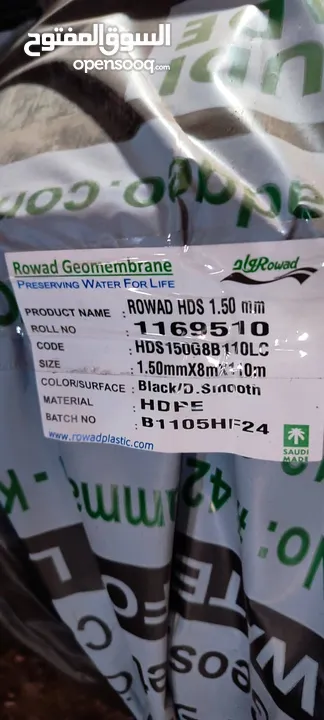 السوق المفتوح
opensooq.com
Rowad Geomembrane
PRESERVING WATER FOR LIFE
رواد Rowad
PRODUCT NAME : ROWAD HDS 1.50 mm
ROLL NO : 1169510
CODE : HDS150G8B110LC
SIZE : 1.50mmX8mX110m
COLOR/SURFACE : Black/D.Smooth
MATERIAL : HDPE
BATCH NO : B1105HF24
www.rowadplastic.com
SAUDI
MADE